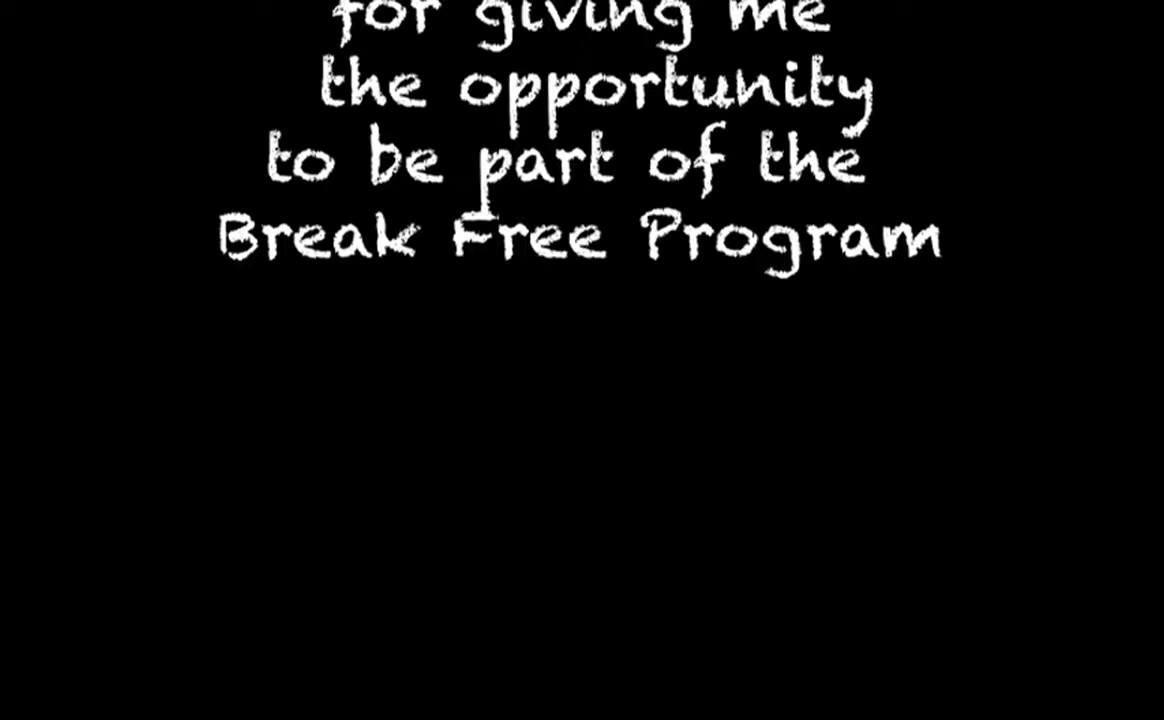 for giving me
the opportunity
to be part of the
Break Free Program